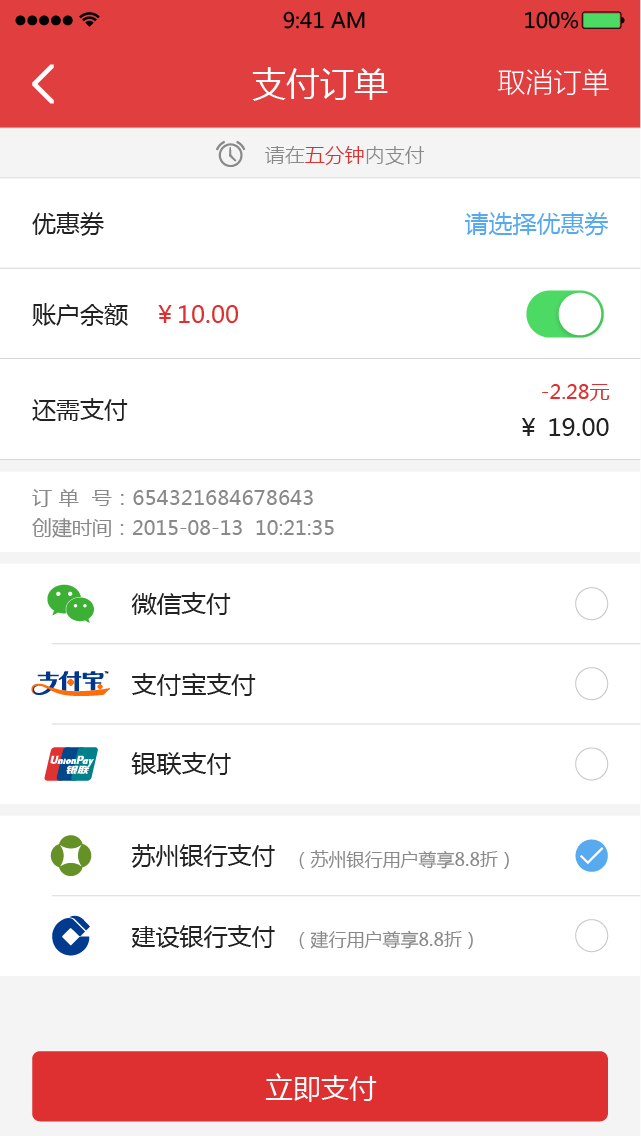 9:41 AM 100%
支付订单 取消订单
请在五分钟内支付
优惠券 请选择优惠券
账户余额 ¥10.00
-2.28元
还需支付 ¥ 19.00
订 单 号：654321684678643
创建时间：2015-08-13 10:21:35
微信支付
支付宝™ 支付宝支付
UnionPay
银联
银联支付
苏州银行支付 （苏州银行用户尊享8.8折）
建设银行支付 （建行用户尊享8.8折）
立即支付